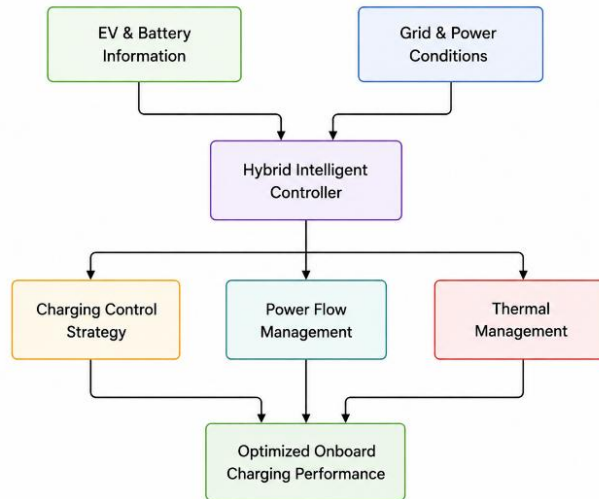 EV & Battery
Information
Grid & Power
Conditions
Hybrid Intelligent
Controller
Charging Control
Strategy
Power Flow
Management
Thermal
Management
Optimized Onboard
Charging Performance